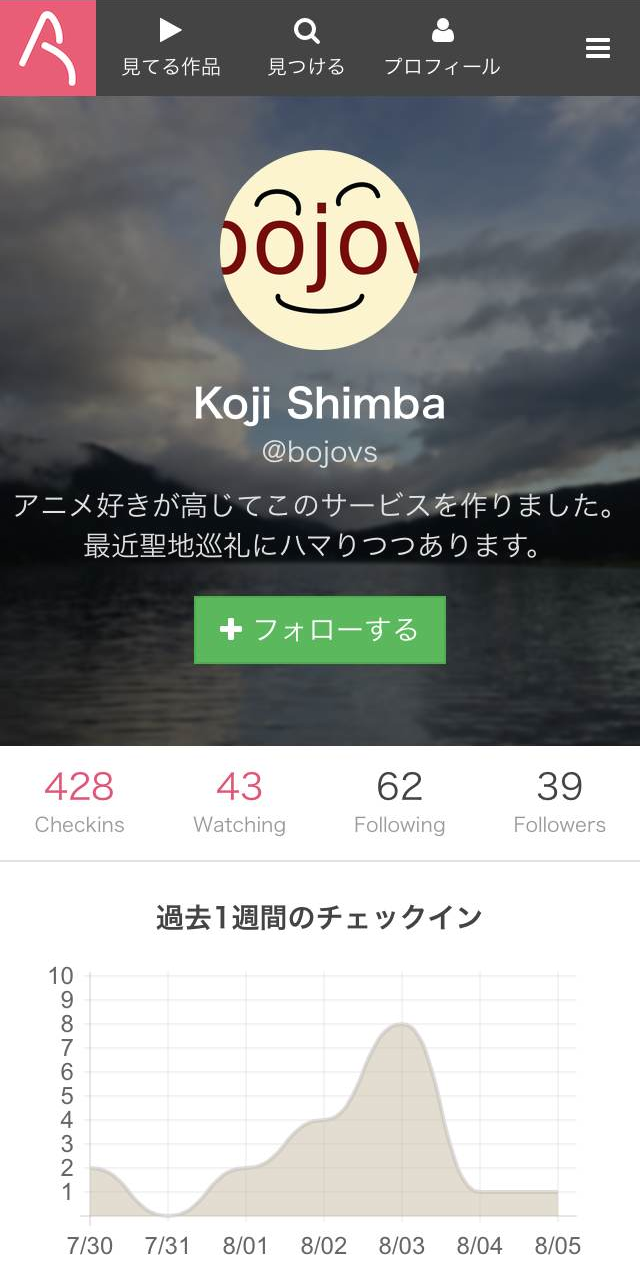 見てる作品 見つける プロフィール
bojov
Koji Shimba
@bojovs
アニメ好きが高じてこのサービスを作りました。
最近聖地巡礼にハマりつつあります。
フォローする
428 43 62 39
Checkins Watching Following Followers
過去1週間のチェックイン
10
9
8
7
6
5
4
3
2
1
7/30 7/31 8/01 8/02 8/03 8/04 8/05